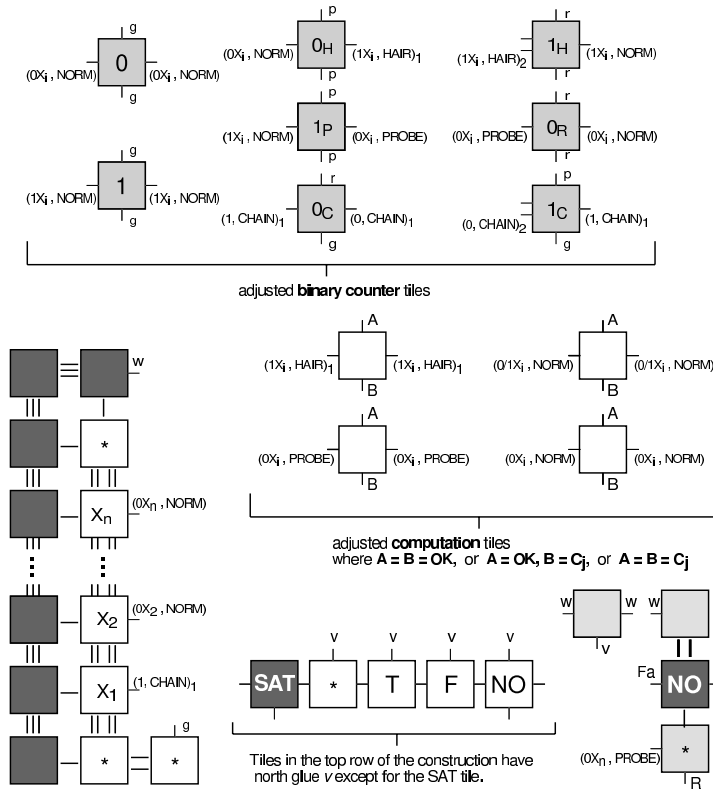 g
(0Xi , NORM) 0 (0Xi , NORM)
g
p
(0Xi , NORM) 0H (1Xi , HAIR)1
p
r
(1Xi , HAIR)2 1H (1Xi , NORM)
r
g
(1Xi , NORM) 1 (1Xi , NORM)
g
p
(1Xi , NORM) 1P (0Xi , PROBE)
p
r
(0Xi , PROBE) 0R (0Xi , NORM)
r
r
(1, CHAIN)1 0C (0, CHAIN)1
g
p
(0, CHAIN)2 1C (1, CHAIN)1
g
adjusted binary counter tiles
w
*
Xn (0Xn , NORM)
X2 (0X2 , NORM)
X1 (1, CHAIN)1
g
* *
A
(1Xi , HAIR)1 (1Xi , HAIR)1
B
A
(0/1Xi , NORM) (0/1Xi , NORM)
B
A
(0Xi , PROBE) (0Xi , PROBE)
B
A
(0Xi , NORM) (0Xi , NORM)
B
adjusted computation tiles
where A = B = OK, or A = OK, B = Cj, or A = B = Cj
v v v v
SAT * T F NO
Tiles in the top row of the construction have
north glue v except for the SAT tile.
w w
v
w
Fa NO
(0Xn , PROBE) *
R